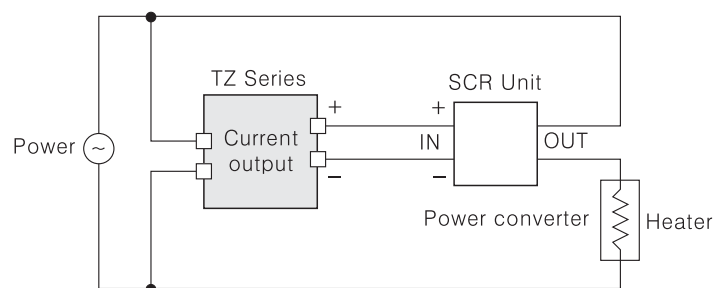 TZ Series
SCR Unit
+
+
Power
~
Current
output
IN
OUT
−
−
Power converter
Heater